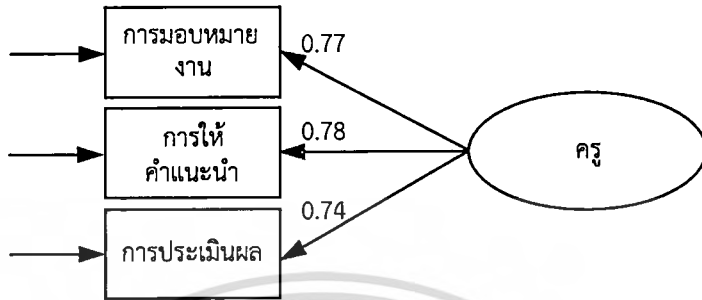 การมอบหมาย
งาน
0.77
การให้
คำแนะนำ
0.78
ครู
0.74
การประเมินผล